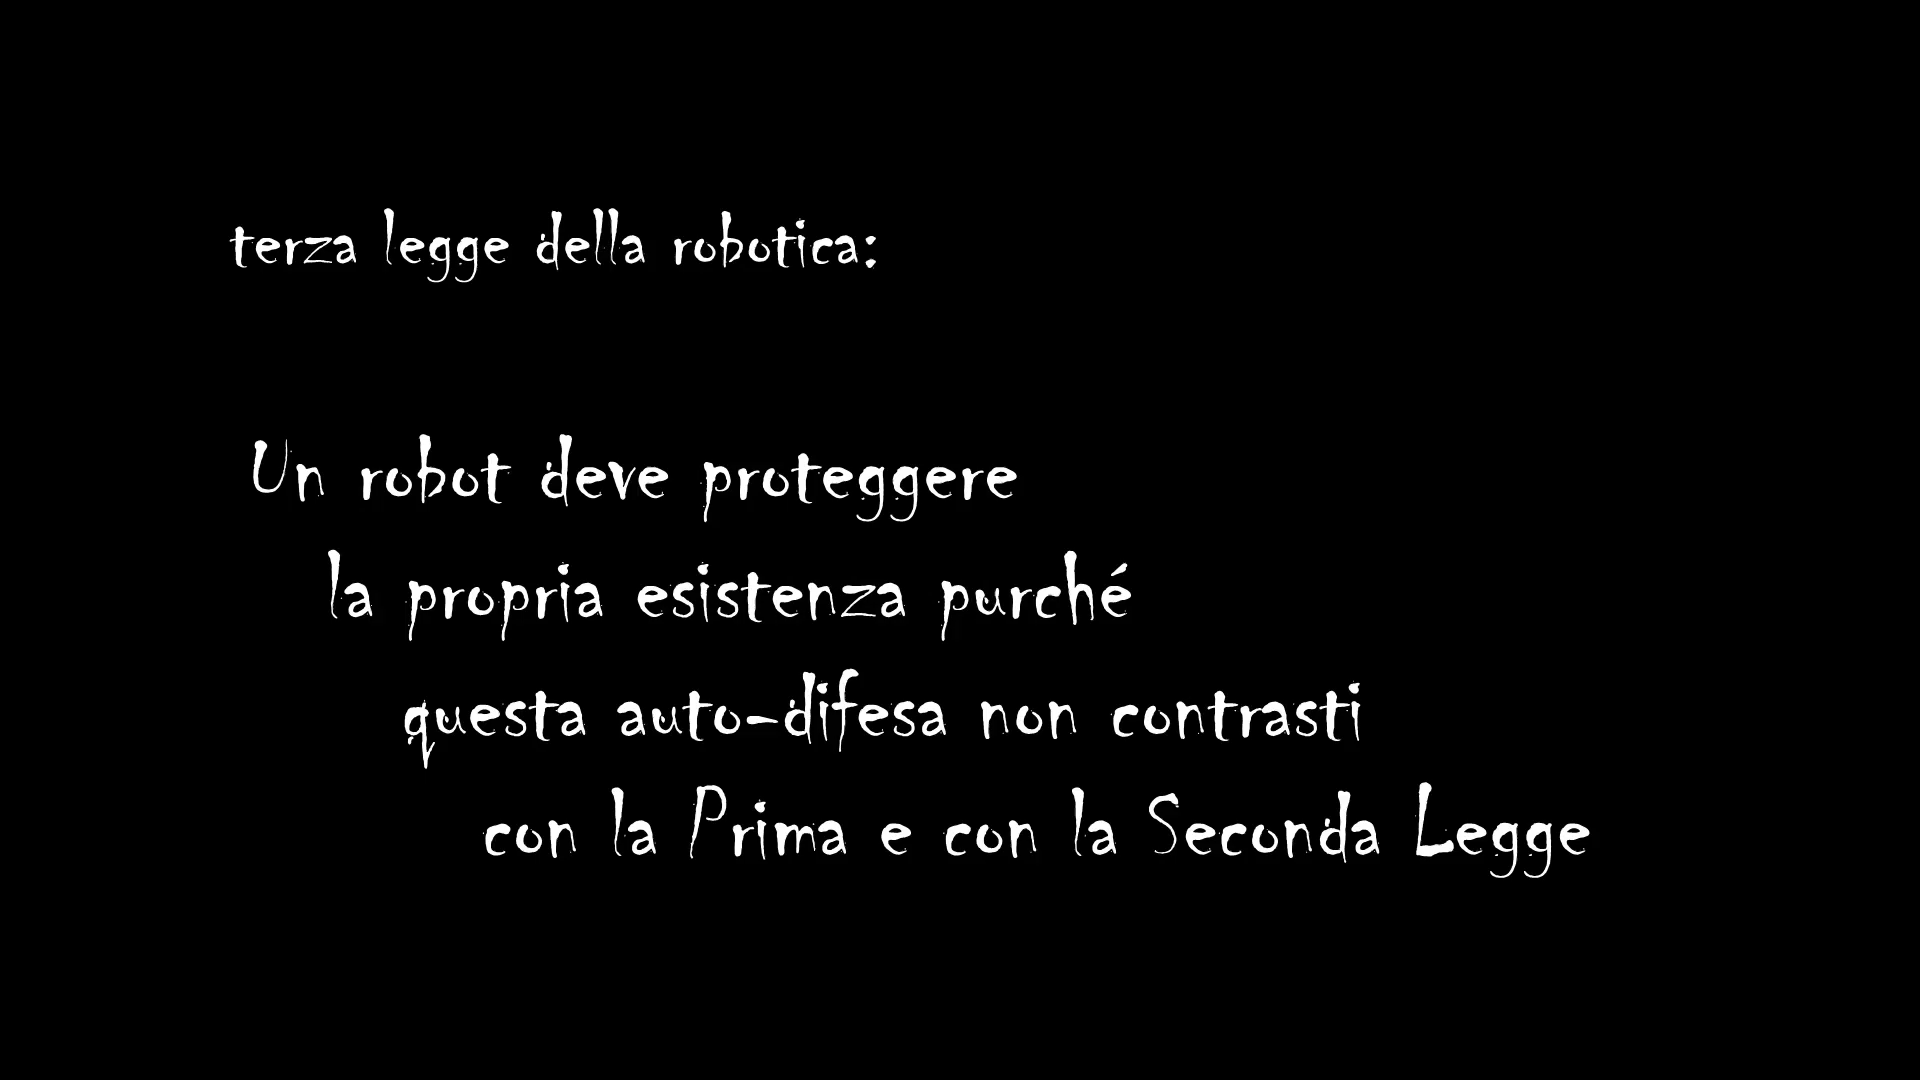 terza legge della robotica:
Un robot deve proteggere
la propria esistenza purché
questa auto-difesa non contrasti
con la Prima e con la Seconda Legge